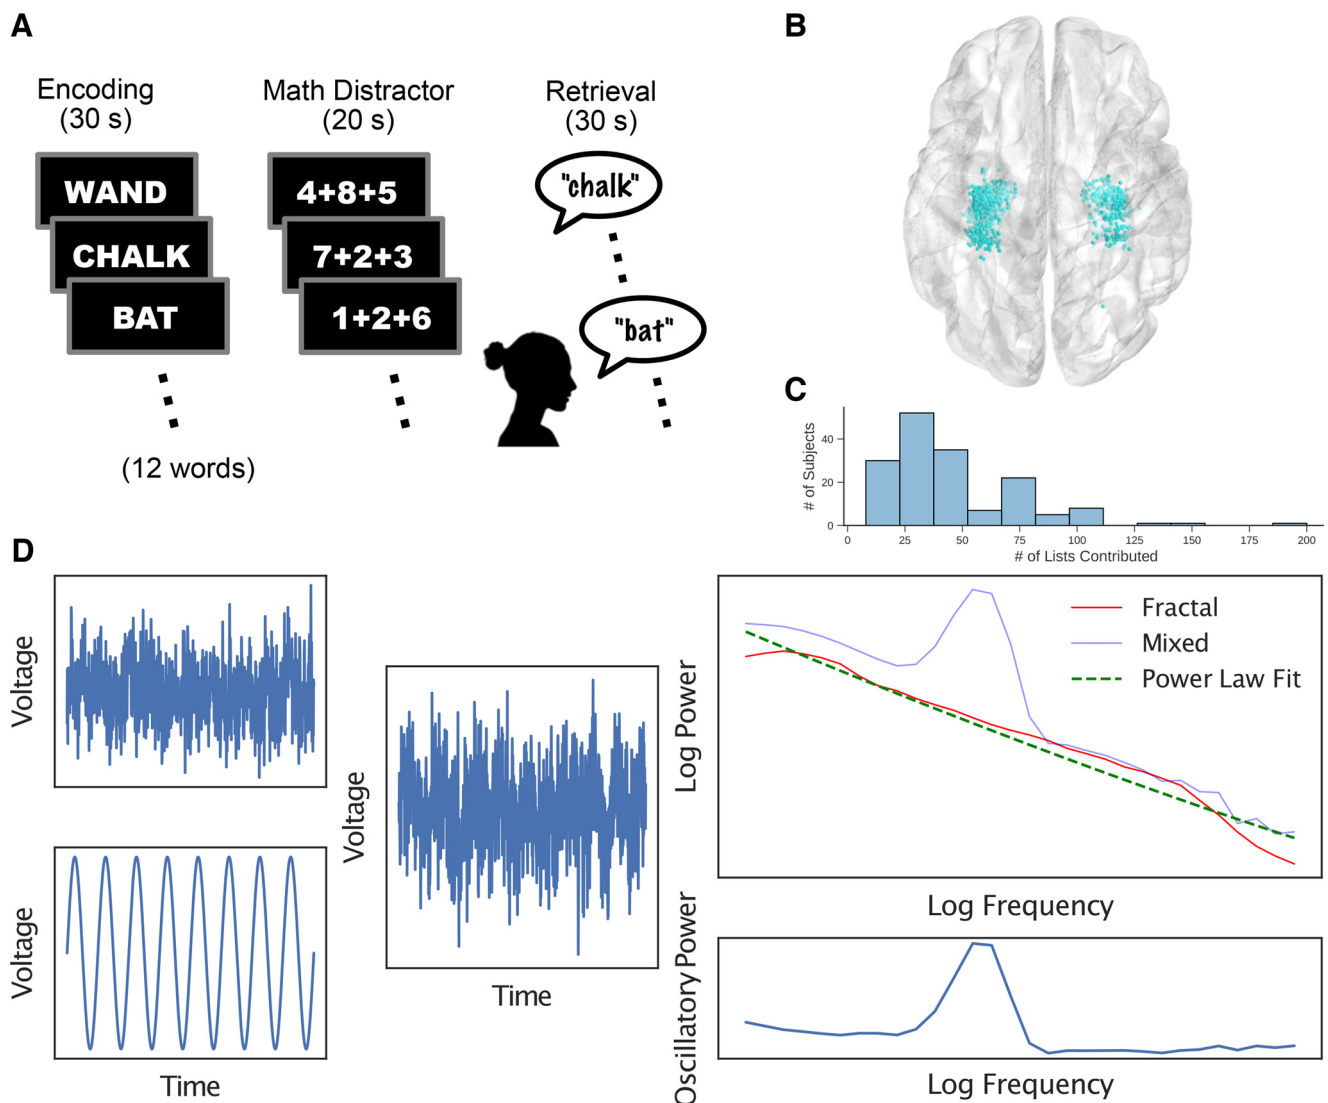 A
Encoding
(30 s)
WAND
CHALK
BAT
(12 words)
Math Distractor
(20 s)
4+8+5
7+2+3
1+2+6
Retrieval
(30 s)
"chalk"
"bat"
B
C
# of Subjects
40
20
0
0 25 50 75 100 125 150 175 200
# of Lists Contributed
D
Voltage
Voltage
Time
Voltage
Time
Log Power
Fractal
Mixed
Power Law Fit
Log Frequency
Oscillatory Power
Log Frequency